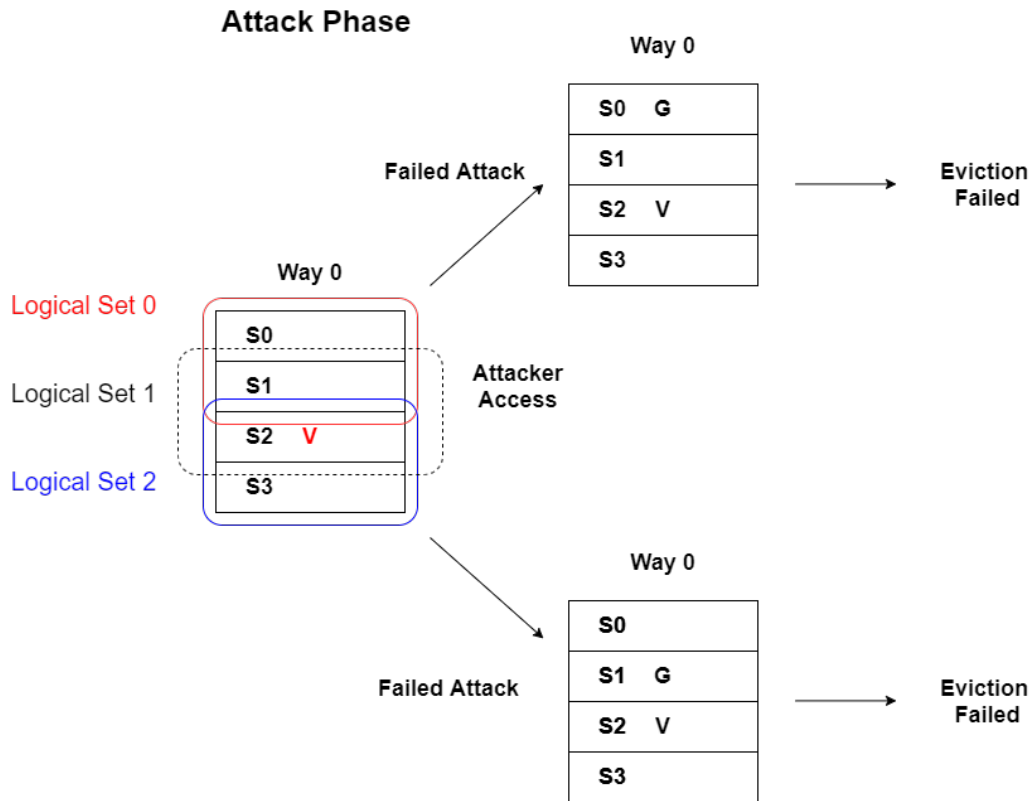 Attack Phase
Way 0
S0 G
S1
S2 V
S3
Failed Attack
Eviction
Failed
Way 0
Logical Set 0
S0
Logical Set 1
S1
S2 V
Logical Set 2
S3
Attacker
Access
Way 0
S0
S1 G
S2 V
S3
Failed Attack
Eviction
Failed